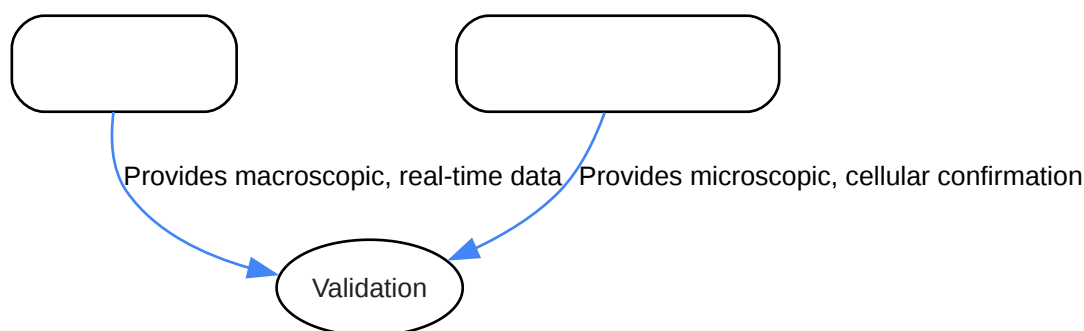 Provides macroscopic, real-time data
Provides microscopic, cellular confirmation
Validation